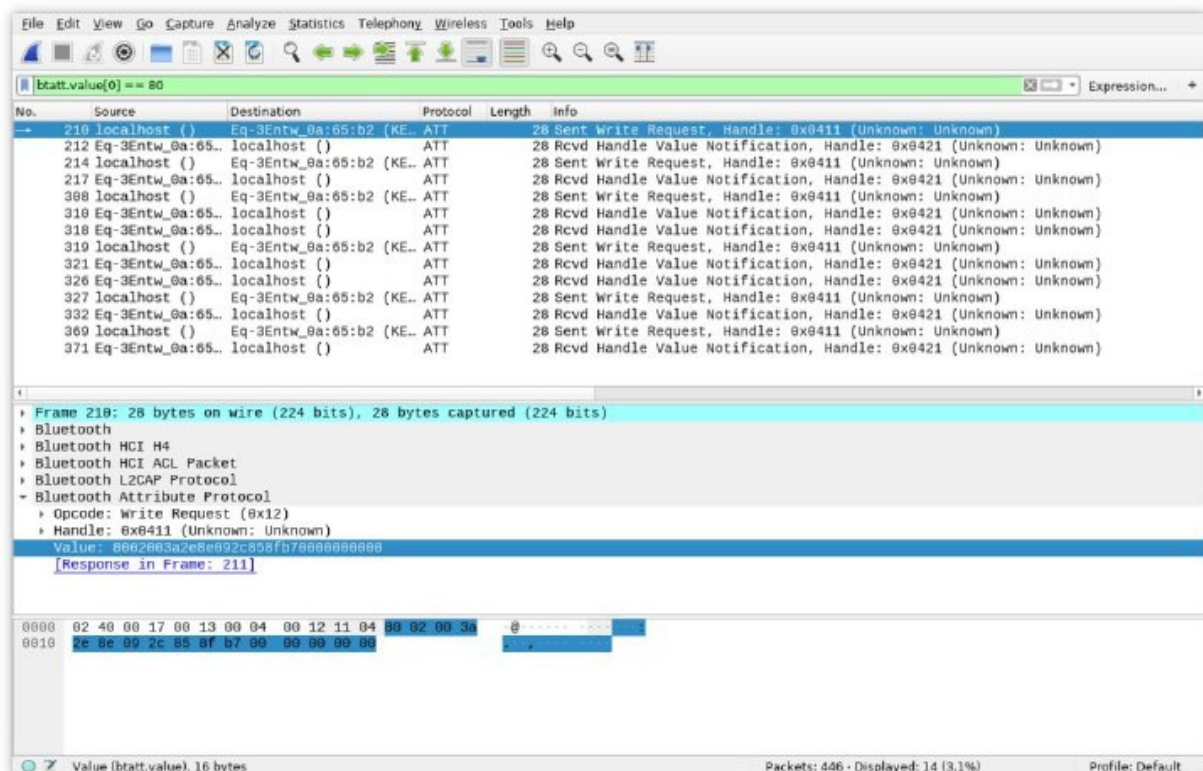 File Edit View Go Capture Analyze Statistics Telephony Wireless Tools Help
btatt.value[0] == 80
Expression... +
No. Source Destination Protocol Length Info
210 localhost () Eq-3Entw_0a:65:b2 (KE… ATT 28 Sent Write Request, Handle: 0x0411 (Unknown: Unknown)
212 Eq-3Entw_0a:65… localhost () ATT 28 Rcvd Handle Value Notification, Handle: 0x0421 (Unknown: Unknown)
214 localhost () Eq-3Entw_0a:65:b2 (KE… ATT 28 Sent Write Request, Handle: 0x0411 (Unknown: Unknown)
217 Eq-3Entw_0a:65… localhost () ATT 28 Rcvd Handle Value Notification, Handle: 0x0421 (Unknown: Unknown)
308 localhost () Eq-3Entw_0a:65:b2 (KE… ATT 28 Sent Write Request, Handle: 0x0411 (Unknown: Unknown)
310 Eq-3Entw_0a:65… localhost () ATT 28 Rcvd Handle Value Notification, Handle: 0x0421 (Unknown: Unknown)
318 Eq-3Entw_0a:65… localhost () ATT 28 Rcvd Handle Value Notification, Handle: 0x0421 (Unknown: Unknown)
319 localhost () Eq-3Entw_0a:65:b2 (KE… ATT 28 Sent Write Request, Handle: 0x0411 (Unknown: Unknown)
321 Eq-3Entw_0a:65… localhost () ATT 28 Rcvd Handle Value Notification, Handle: 0x0421 (Unknown: Unknown)
326 Eq-3Entw_0a:65… localhost () ATT 28 Rcvd Handle Value Notification, Handle: 0x0421 (Unknown: Unknown)
327 localhost () Eq-3Entw_0a:65:b2 (KE… ATT 28 Sent Write Request, Handle: 0x0411 (Unknown: Unknown)
332 Eq-3Entw_0a:65… localhost () ATT 28 Rcvd Handle Value Notification, Handle: 0x0421 (Unknown: Unknown)
369 localhost () Eq-3Entw_0a:65:b2 (KE… ATT 28 Sent Write Request, Handle: 0x0411 (Unknown: Unknown)
371 Eq-3Entw_0a:65… localhost () ATT 28 Rcvd Handle Value Notification, Handle: 0x0421 (Unknown: Unknown)
Frame 210: 28 bytes on wire (224 bits), 28 bytes captured (224 bits)
Bluetooth
Bluetooth HCI H4
Bluetooth HCI ACL Packet
Bluetooth L2CAP Protocol
Bluetooth Attribute Protocol
Opcode: Write Request (0x12)
Handle: 0x0411 (Unknown: Unknown)
Value: 8002003a2e8e092c858fb70000000000
[Response in Frame: 211]
0000 02 40 00 17 00 13 00 04 00 12 11 04 80 02 00 3a ·@······ ·······:
0010 2e 8e 09 2c 85 8f b7 00 00 00 00 00 .··,···· ····
Value (btatt.value), 16 bytes
Packets: 446 · Displayed: 14 (3.1%)
Profile: Default